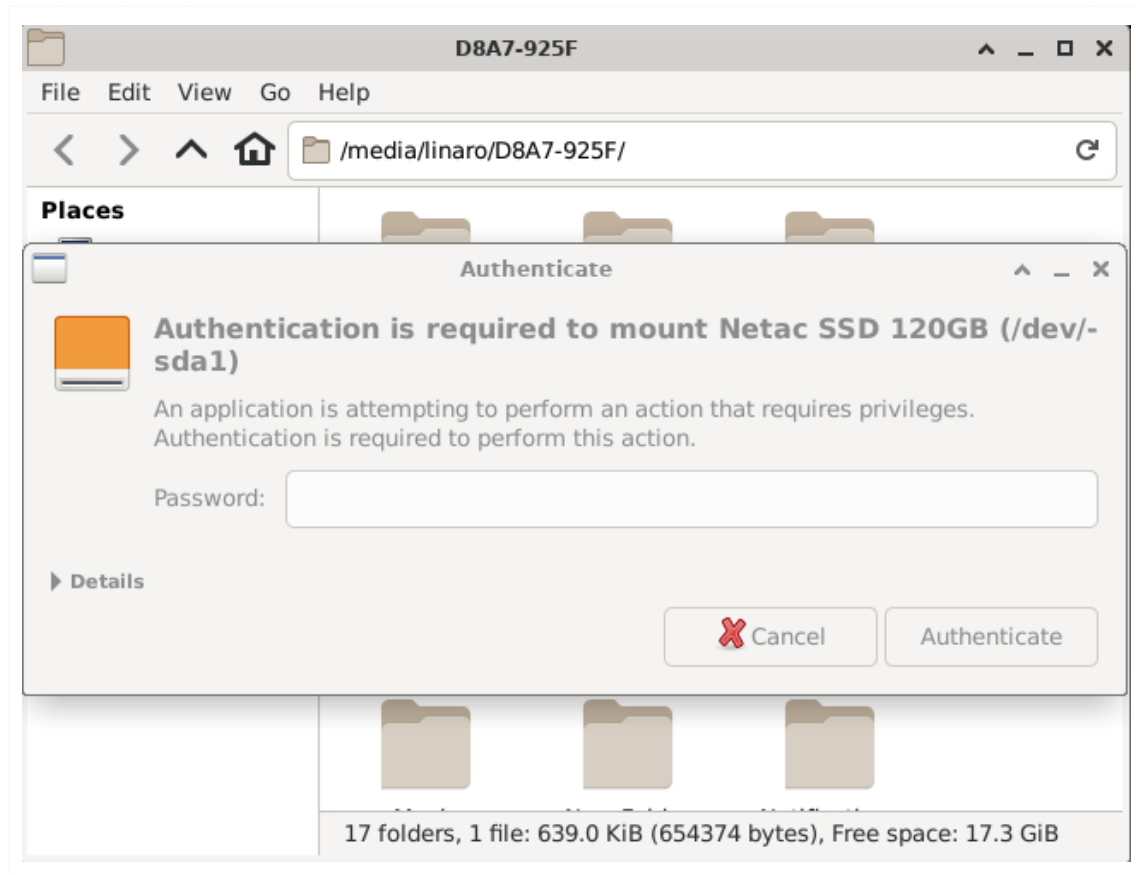 D8A7-925F
File Edit View Go Help
/media/linaro/D8A7-925F/
Places
Authenticate
Authentication is required to mount Netac SSD 120GB (/dev/-
sda1)
An application is attempting to perform an action that requires privileges.
Authentication is required to perform this action.
Password:
Details
Cancel Authenticate
17 folders, 1 file: 639.0 KiB (654374 bytes), Free space: 17.3 GiB